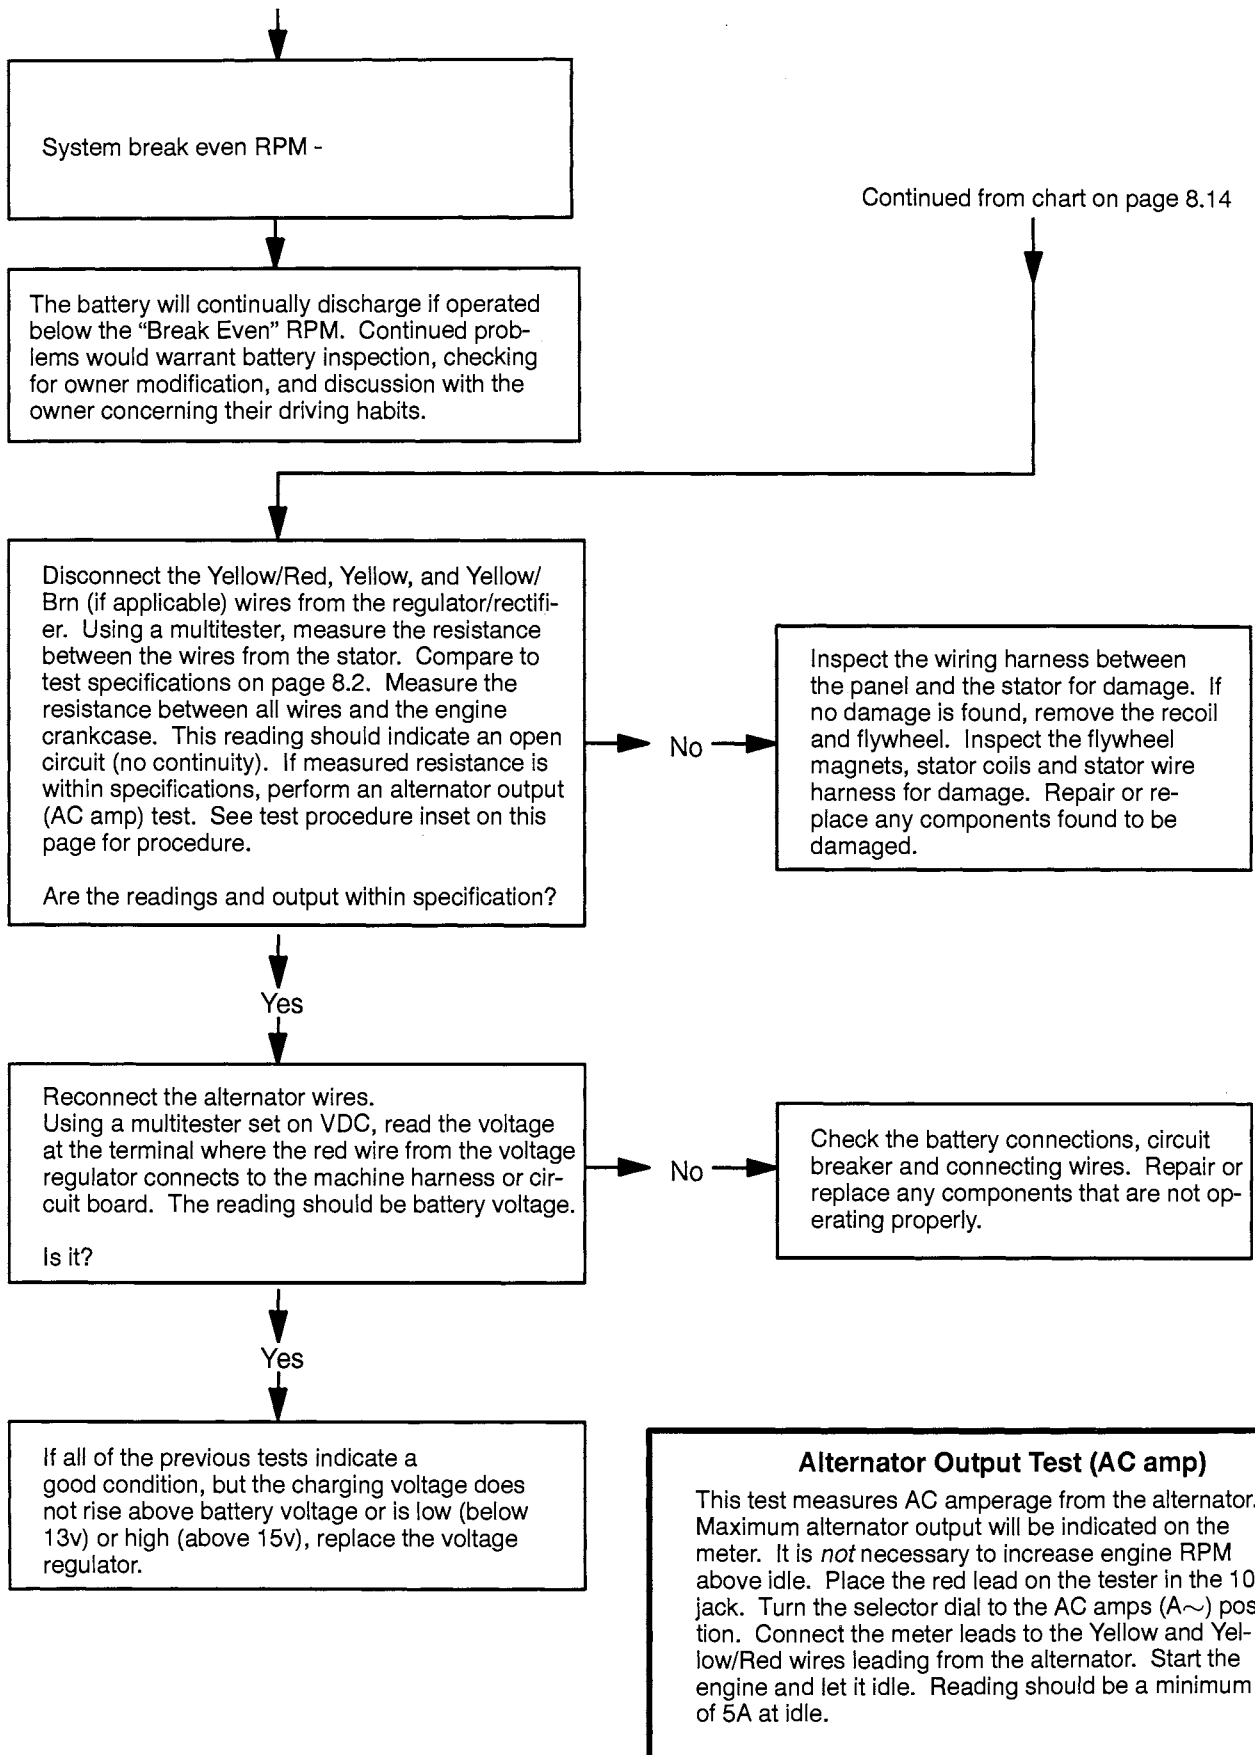 System break even RPM -
Continued from chart on page 8.14
The battery will continually discharge if operated
below the “Break Even” RPM. Continued prob-
lems would warrant battery inspection, checking
for owner modification, and discussion with the
owner concerning their driving habits.
Disconnect the Yellow/Red, Yellow, and Yellow/
Brn (if applicable) wires from the regulator/rectifi-
er. Using a multitester, measure the resistance
between the wires from the stator. Compare to
test specifications on page 8.2. Measure the
resistance between all wires and the engine
crankcase. This reading should indicate an open
circuit (no continuity). If measured resistance is
within specifications, perform an alternator output
(AC amp) test. See test procedure inset on this
page for procedure.
Are the readings and output within specification?
No
Inspect the wiring harness between
the panel and the stator for damage. If
no damage is found, remove the recoil
and flywheel. Inspect the flywheel
magnets, stator coils and stator wire
harness for damage. Repair or re-
place any components found to be
damaged.
Yes
Reconnect the alternator wires.
Using a multitester set on VDC, read the voltage
at the terminal where the red wire from the voltage
regulator connects to the machine harness or cir-
cuit board. The reading should be battery voltage.
Is it?
No
Check the battery connections, circuit
breaker and connecting wires. Repair or
replace any components that are not op-
erating properly.
Yes
If all of the previous tests indicate a
good condition, but the charging voltage does
not rise above battery voltage or is low (below
13v) or high (above 15v), replace the voltage
regulator.
Alternator Output Test (AC amp)
This test measures AC amperage from the alternator.
Maximum alternator output will be indicated on the
meter. It is not necessary to increase engine RPM
above idle. Place the red lead on the tester in the 10
jack. Turn the selector dial to the AC amps (A~) pos
tion. Connect the meter leads to the Yellow and Yel-
low/Red wires leading from the alternator. Start the
engine and let it idle. Reading should be a minimum
of 5A at idle.